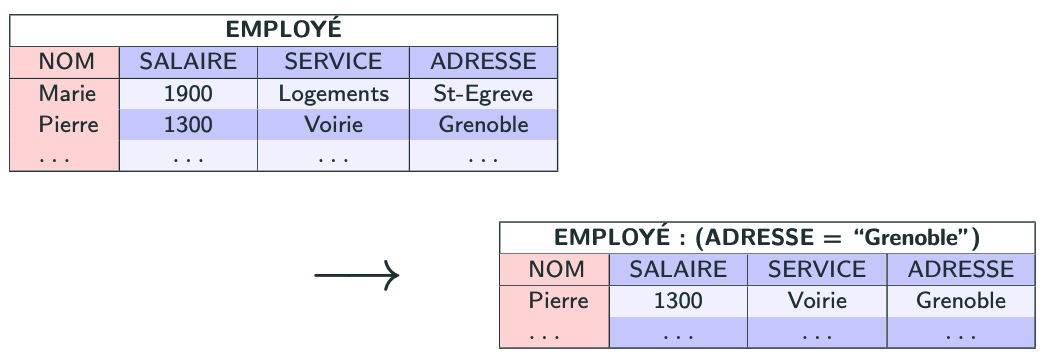 EMPLOYÉ
NOM SALAIRE SERVICE ADRESSE
Marie 1900 Logements St-Egreve
Pierre 1300 Voirie Grenoble
... ... ... ...
EMPLOYÉ : (ADRESSE = “Grenoble”)
NOM SALAIRE SERVICE ADRESSE
Pierre 1300 Voirie Grenoble
... ... ... ...